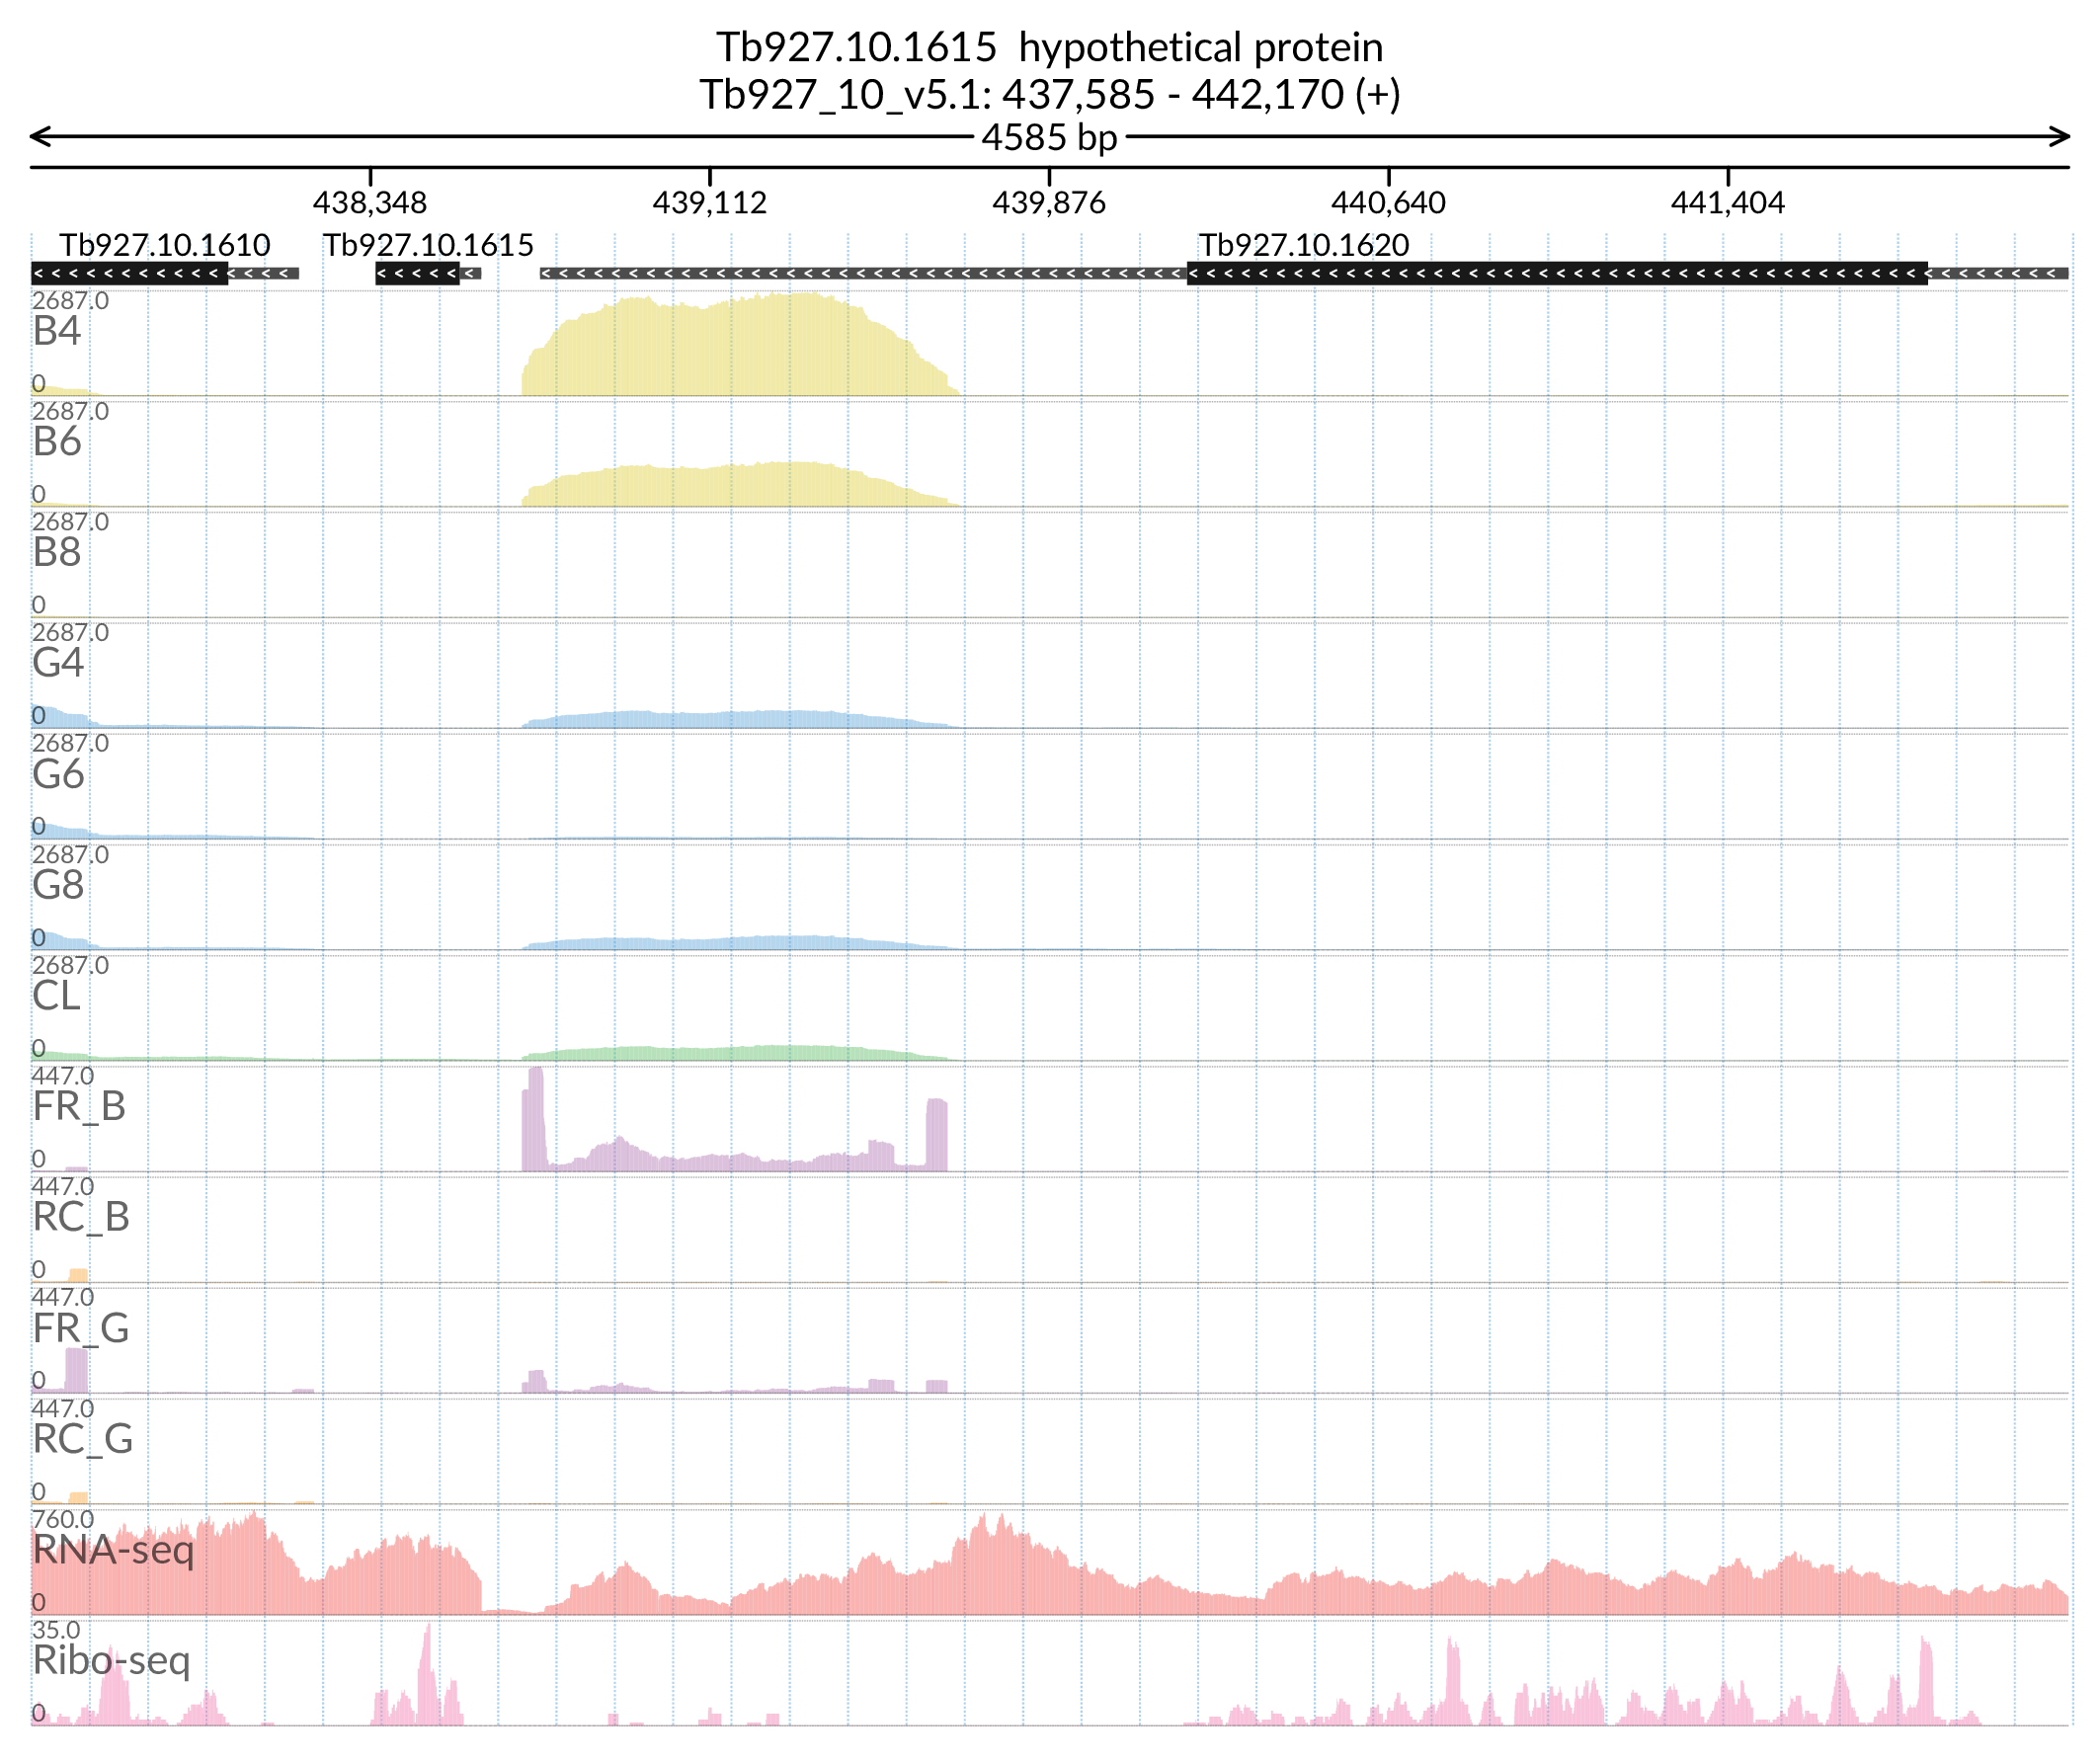 Tb927.10.1615 hypothetical protein
Tb927_10_v5.1: 437,585 - 442,170 (+)
4585 bp
438,348 439,112 439,876 440,640 441,404
Tb927.10.1610 Tb927.10.1615 Tb927.10.1620
2687.0
B4
0
2687.0
B6
0
2687.0
B8
0
2687.0
G4
0
2687.0
G6
0
2687.0
G8
0
2687.0
CL
0
447.0
FR_B
0
447.0
RC_B
0
447.0
FR_G
0
447.0
RC_G
0
760.0
RNA-seq
0
35.0
Ribo-seq
0